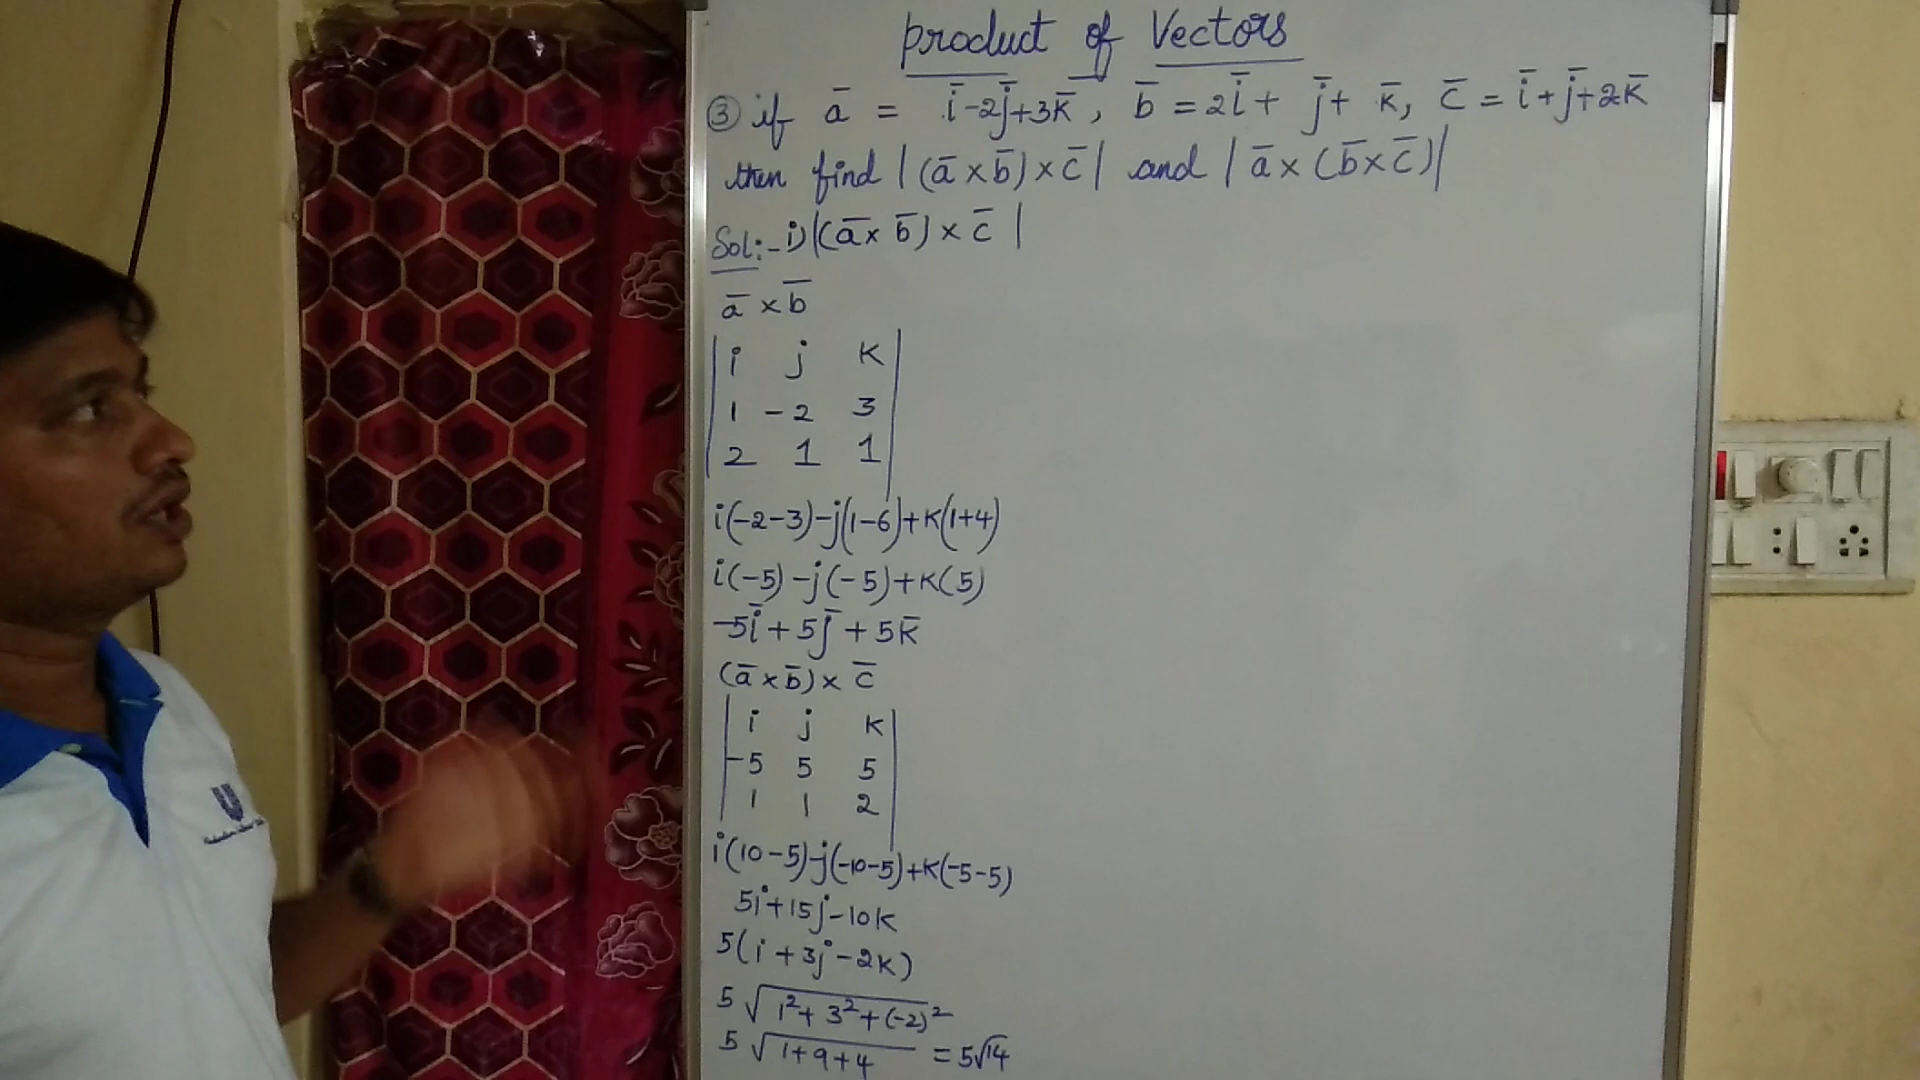 product of Vectors
③ if a̅ = i̅-2j̅+3k̅, b̅ = 2i̅+ j̅+ k̅, c̅ = i̅+j̅+2k̅
then find |(a̅ ×b̅)×c̅| and |a̅×(b̅×c̅)|
Sol:- i)|(a̅× b̅)×c̅|
a̅ ×b̅
i j k
1 -2 3
2 1 1
i(-2-3)-j(1-6)+k(1+4)
i(-5)-j(-5)+k(5)
-5i̅+5j̅+5k̅
(a̅×b̅)× c̅
i j k
-5 5 5
1 1 2
i(10-5)-j(-10-5)+k(-5-5)
5i+15j-10k
5(i+3j-2k)
5√1²+3²+(-2)²
5√1+9+4 = 5√14
U